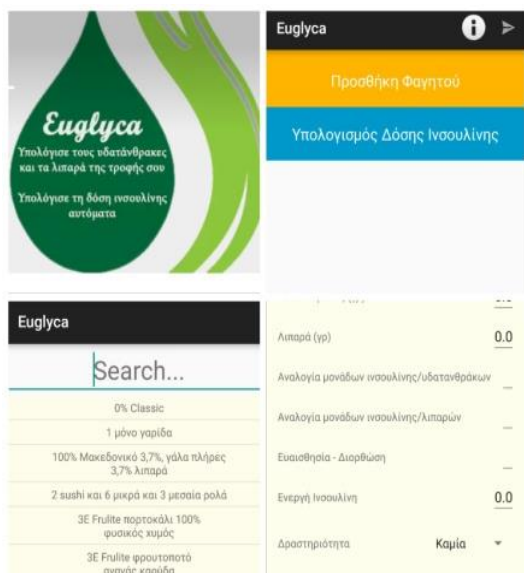 Euglyca
Υπολόγισε τους υδατάνθρακες
και τα λιπαρά της τροφής σου
Υπολόγισε τη δόση ινσουλίνης
αυτόματα
Euglyca
Προσθήκη Φαγητού
Υπολογισμός Δόσης Ινσουλίνης
Euglyca
Search...
0% Classic
1 μόνο γαρίδα
100% Μακεδονικό 3,7%, γάλα πλήρες
3,7% λιπαρά
2 sushi και 6 μικρά και 3 μεσαία ρολά
3E Frulite πορτοκάλι 100%
φυσικός χυμός
3E Frulite φρουτοποτό
ανανάς καρύδα
Λιπαρά (γρ) 0.0
Αναλογία μονάδων ινσουλίνης/υδατανθράκων
Αναλογία μονάδων ινσουλίνης/λιπαρών
Ευαισθησία - Διορθωση
Ενεργή Ινσουλίνη 0.0
Δραστηριότητα Καμία